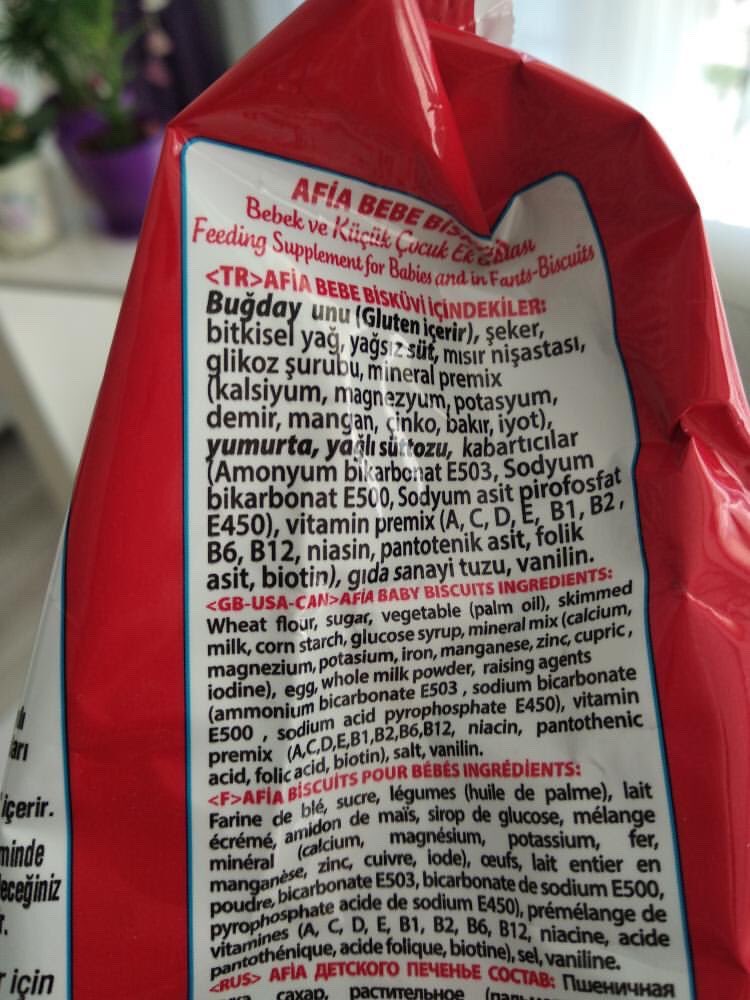 AFİA BEBE
Bebek ve Küçük Çocuk Ek
Feeding Supplement for Babies and in Fants-Biscuits
<TR>AFİA BEBE BİSKÜVİ İÇİNDEKİLER:
Buğday unu (Gluten içerir), şeker,
bitkisel yağ, yağsız süt, mısır nişastası,
glikoz şurubu, mineral premix
(kalsiyum, magnezyum, potasyum,
demir, mangan, çinko, bakır, iyot),
yumurta, yağlı süttozu, kabartıcılar
(Amonyum bikarbonat E503, Sodyum
bikarbonat E500, Sodyum asit pirofosfat
E450), vitamin premix (A, C, D, E, B1, B2,
B6, B12, niasin, pantotenik asit, folik
asit, biotin), gıda sanayi tuzu, vanilin.
<GB-USA-CAN>AFİA BABY BISCUITS INGREDIENTS:
Wheat flour, sugar, vegetable (palm oil), skimmed
milk, corn starch, glucose syrup, mineral mix (calcium,
magnezium, potasium, iron, manganese, zinc, cupric,
iodine), egg, whole milk powder, raising agents
(ammonium bicarbonate E503, sodium bicarbonate
E500, sodium acid pyrophosphate E450), vitamin
premix (A,C,D,E,B1,B2,B6,B12, niacin, pantothenic
acid, folic acid, biotin), salt, vanilin.
<F>AFİA BİSCUİTS POUR BÉBÉS INGRÉDİENTS:
Farine de blé, sucre, légumes (huile de palme), lait
écrémé, amidon de maïs, sirop de glucose, mélange
minéral (calcium, magnésium, potassium, fer,
manganèse, zinc, cuivre, iode), œufs, lait entier en
poudre, bicarbonate E503, bicarbonate de sodium E500,
pyrophosphate acide de sodium E450), prémélange de
vitamines (A, C, D, E, B1, B2, B6, B12, niacine, acide
pantothénique, acide folique, biotine), sel, vaniline.
<RUS> AFİA ДЕТСКОГО ПЕЧЕНЬЕ СОСТАВ: Пшеничная
сахар, растительное
içerir.
için